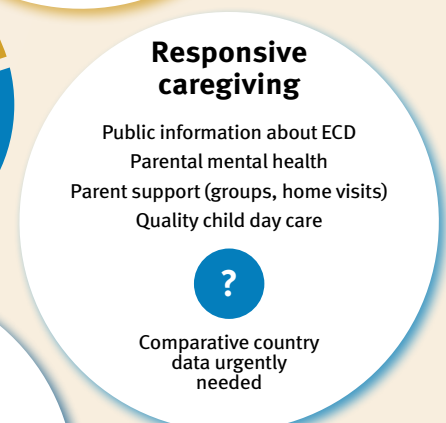 Responsive
caregiving
Public information about ECD
Parental mental health
Parent support (groups, home visits)
Quality child day care
?
Comparative country
data urgently
needed